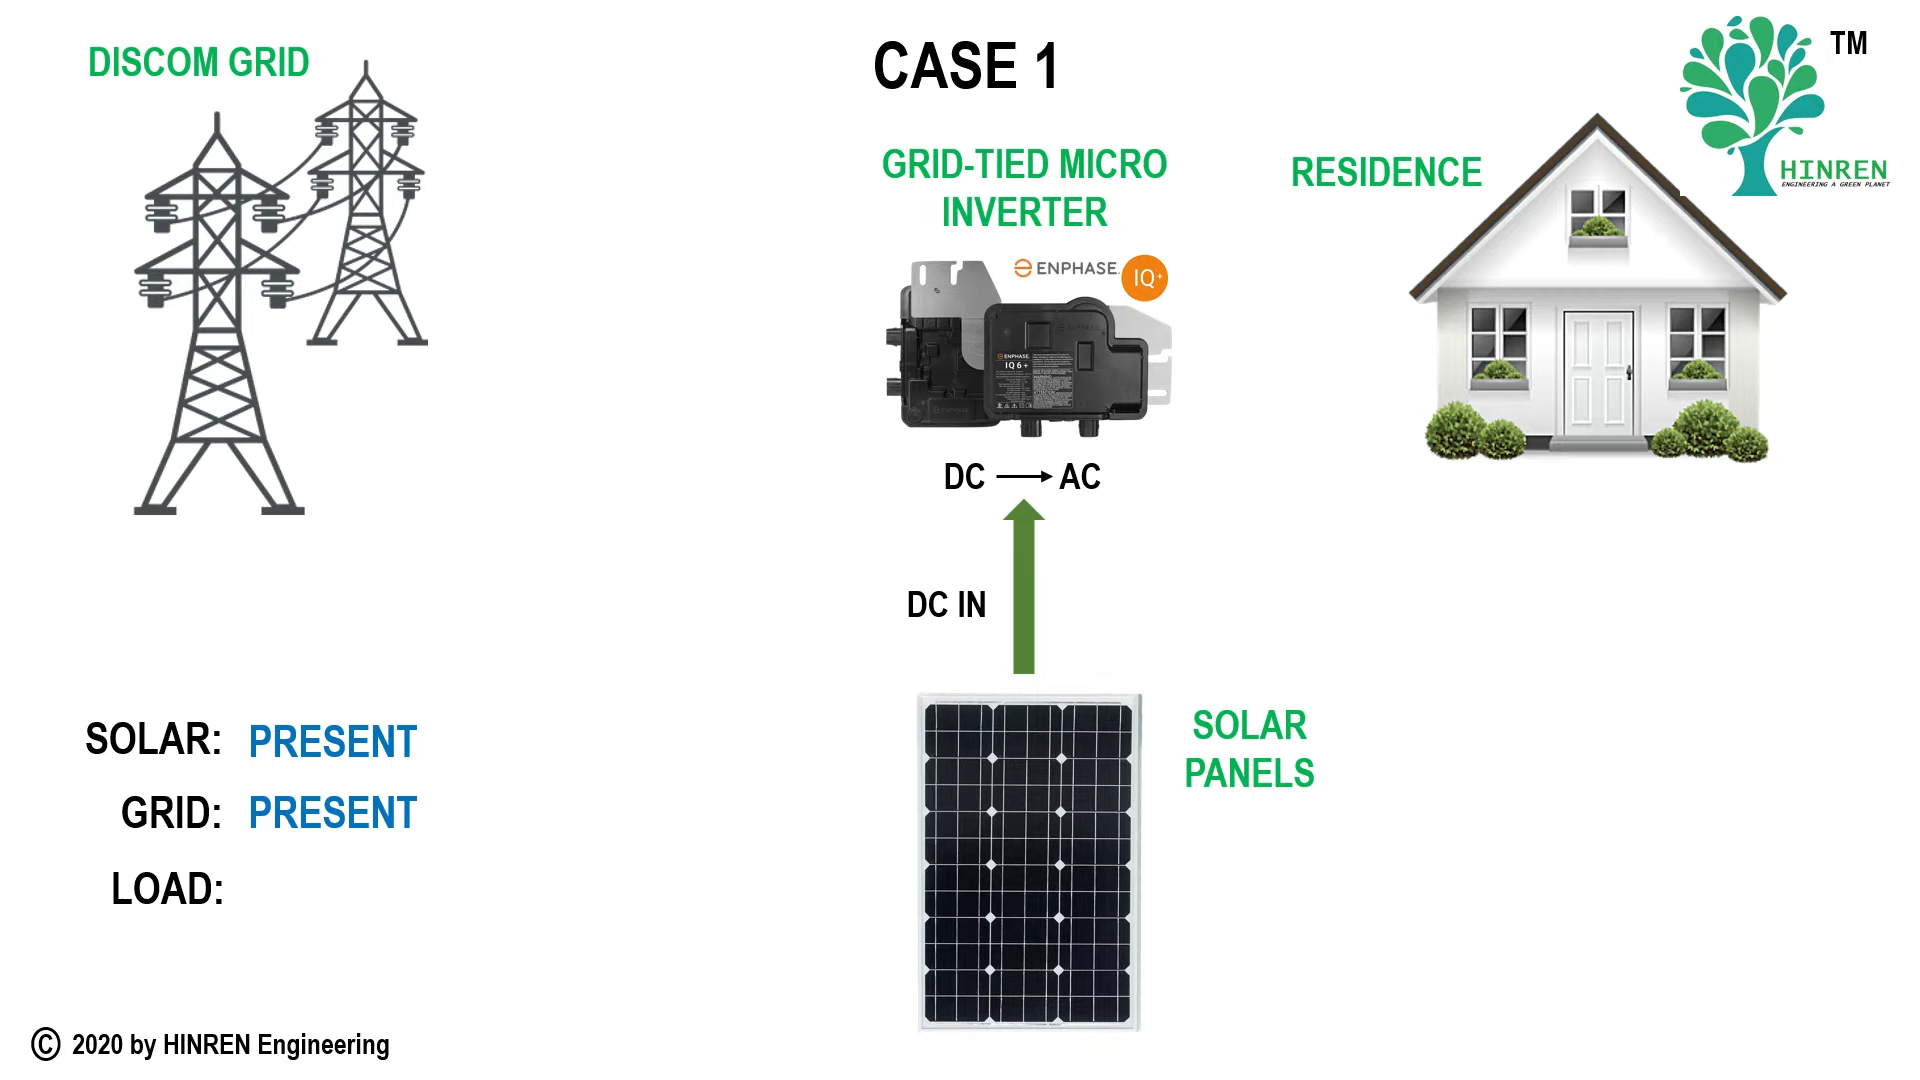 DISCOM GRID
CASE 1
TM
HINREN
ENGINEERING A GREEN PLANET
GRID-TIED MICRO
INVERTER
RESIDENCE
ENPHASE
IQ+
ENPHASE
IQ 6+
DC → AC
DC IN
SOLAR
PANELS
SOLAR: PRESENT
GRID: PRESENT
LOAD:
© 2020 by HINREN Engineering